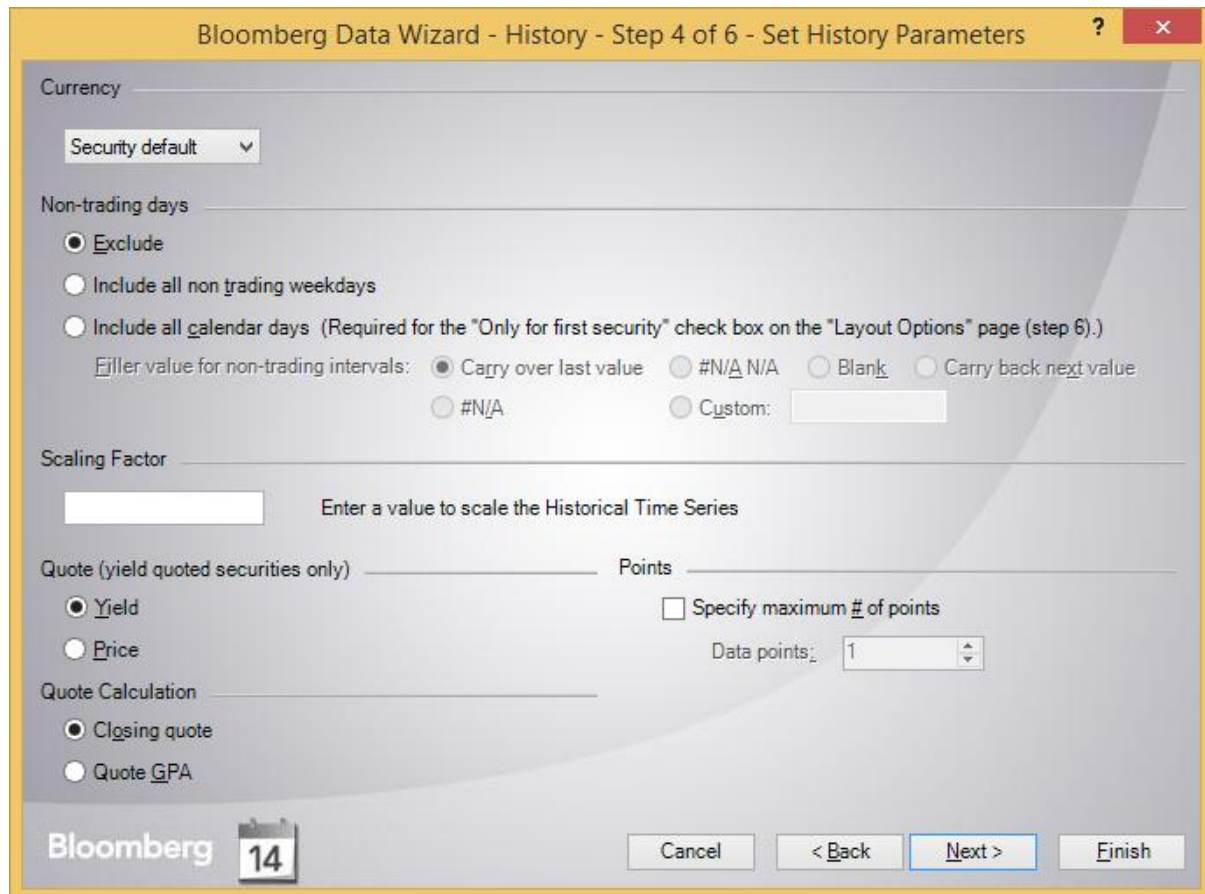 Bloomberg Data Wizard - History - Step 4 of 6 - Set History Parameters ? ×
Currency
Security default
Non-trading days
Exclude
Include all non trading weekdays
Include all calendar days (Required for the "Only for first security" check box on the "Layout Options" page (step 6).)
Filler value for non-trading intervals: Carry over last value #N/A N/A Blank Carry back next value
#N/A Custom:
Scaling Factor
Enter a value to scale the Historical Time Series
Quote (yield quoted securities only) Points
Yield Specify maximum # of points
Price Data points: 1
Quote Calculation
Closing quote
Quote GPA
Bloomberg 14 Cancel < Back Next > Finish